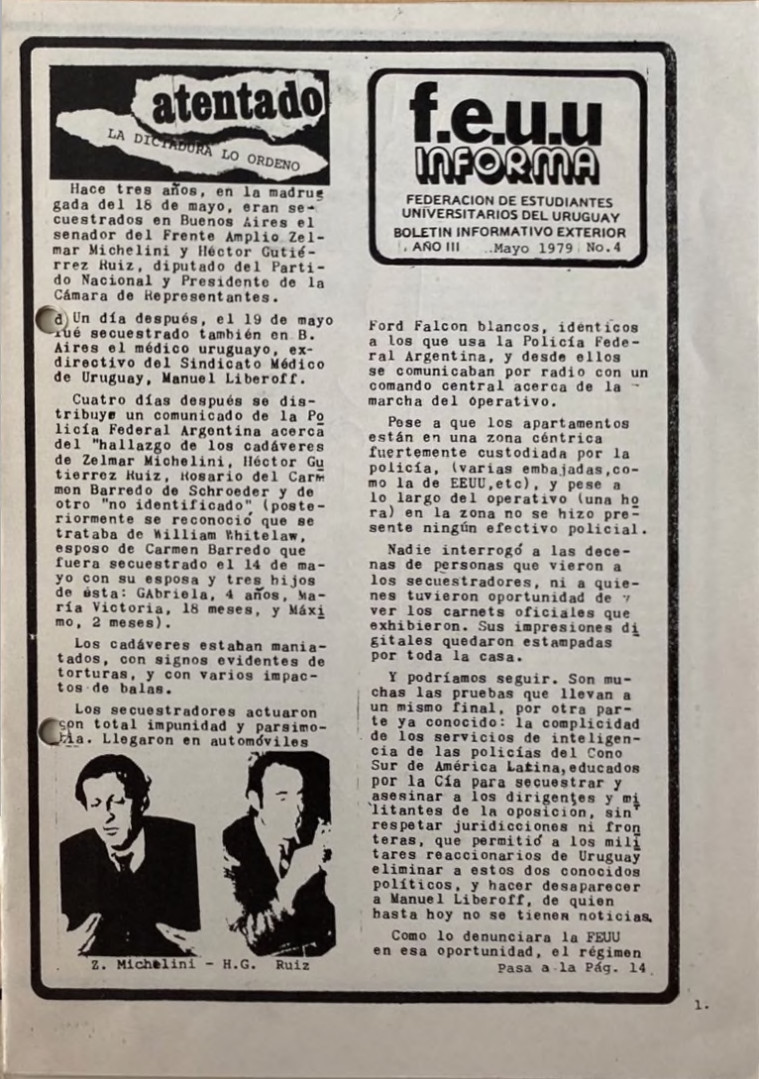 atentado
LA DICTADURA LO ORDENO
Hace tres años, en la madrug
gada del 18 de mayo, eran se-
cuestrados en Buenos Aires el
senador del Frente Amplio Zel-
mar Michelini y Héctor Gutié-
rrez Ruiz, diputado del Parti-
do Nacional y Presidente de la
Cámara de Representantes.
Un día después, el 19 de mayo
fué secuestrado también en B.
Aires el médico uruguayo, ex-
directivo del Sindicato Médico
de Uruguay, Manuel Liberoff.
Cuatro días después se dis-
tribuye un comunicado de la Po
licía Federal Argentina acerca
del "hallazgo de los cadáveres
de Zelmar Michelini, Héctor Gu
tierrez Ruiz, Rosario del Carm
mon Barredo de Schroeder y de
otro "no identificado" (poste-
riormente se reconoció que se
trataba de William Whitelaw,
esposo de Carmen Barredo que
fuera secuestrado el 14 de ma-
yo con su esposa y tres hijos
de ésta: GAbriela, 4 años, Ma-
ría Victoria, 18 meses, y Máxi
mo, 2 meses).
Los cadáveres estaban mania-
tados, con signos evidentes de
torturas, y con varios impac-
tos de balas.
Los secuestradores actuaron
con total impunidad y parsimo-
nia. Llegaron en automóviles
Z. Michelini - H.G. Ruiz
f.e.u.u
INFORMA
FEDERACION DE ESTUDIANTES
UNIVERSITARIOS DEL URUGUAY
BOLETIN INFORMATIVO EXTERIOR
AÑO III ..Mayo 1979 No.4
Ford Falcon blancos, idénticos
a los que usa la Policía Fede-
ral Argentina, y desde ellos
se comunicaban por radio con un
comando central acerca de la
marcha del operativo.
Pese a que los apartamentos
están en una zona céntrica
fuertemente custodiada por la
policía, (varias embajadas,co-
mo la de EEUU,etc), y pese a
lo largo del operativo (una ho
ra) en la zona no se hizo pre-
sente ningún efectivo policial.
Nadie interrogó a las dece-
nas de personas que vieron a
los secuestradores, ni a quie-
nes tuvieron oportunidad de
ver los carnets oficiales que
exhibieron. Sus impresiones di
gitales quedaron estampadas
por toda la casa.
Y podríamos seguir. Son mu-
chas las pruebas que llevan a
un mismo final, por otra par-
te ya conocido: la complicidad
de los servicios de inteligen-
cia de las policías del Cono
Sur de América Latina,educados
por la Cía para secuestrar y
asesinar a los dirigentes y mi
litantes de la oposición, sin
respetar juridicciones ni fron
teras, que permitió a los mili
tares reaccionarios de Uruguay
eliminar a estos dos conocidos
políticos, y hacer desaparecer
a Manuel Liberoff, de quien
hasta hoy no se tienen noticias.
Como lo denunciara la FEUU
en esa oportunidad, el régimen
Pasa a la Pág. 14
1.